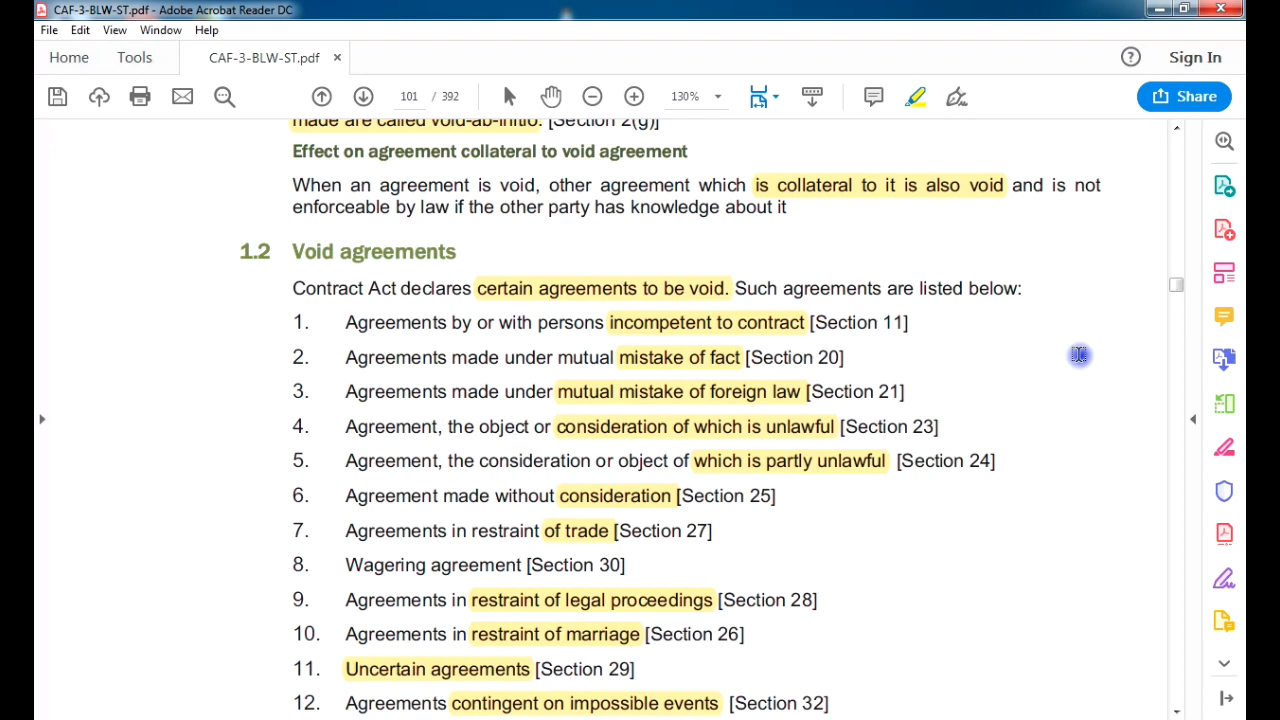 CAF-3-BLW-ST.pdf - Adobe Acrobat Reader DC
File Edit View Window Help
Home Tools CAF-3-BLW-ST.pdf × Sign In
101 / 392 130% Share
made are called void-ab-initio. [Section 2(g)]
Effect on agreement collateral to void agreement
When an agreement is void, other agreement which is collateral to it is also void and is not
enforceable by law if the other party has knowledge about it
1.2 Void agreements
Contract Act declares certain agreements to be void. Such agreements are listed below:
1. Agreements by or with persons incompetent to contract [Section 11]
2. Agreements made under mutual mistake of fact [Section 20]
3. Agreements made under mutual mistake of foreign law [Section 21]
4. Agreement, the object or consideration of which is unlawful [Section 23]
5. Agreement, the consideration or object of which is partly unlawful [Section 24]
6. Agreement made without consideration [Section 25]
7. Agreements in restraint of trade [Section 27]
8. Wagering agreement [Section 30]
9. Agreements in restraint of legal proceedings [Section 28]
10. Agreements in restraint of marriage [Section 26]
11. Uncertain agreements [Section 29]
12. Agreements contingent on impossible events [Section 32]